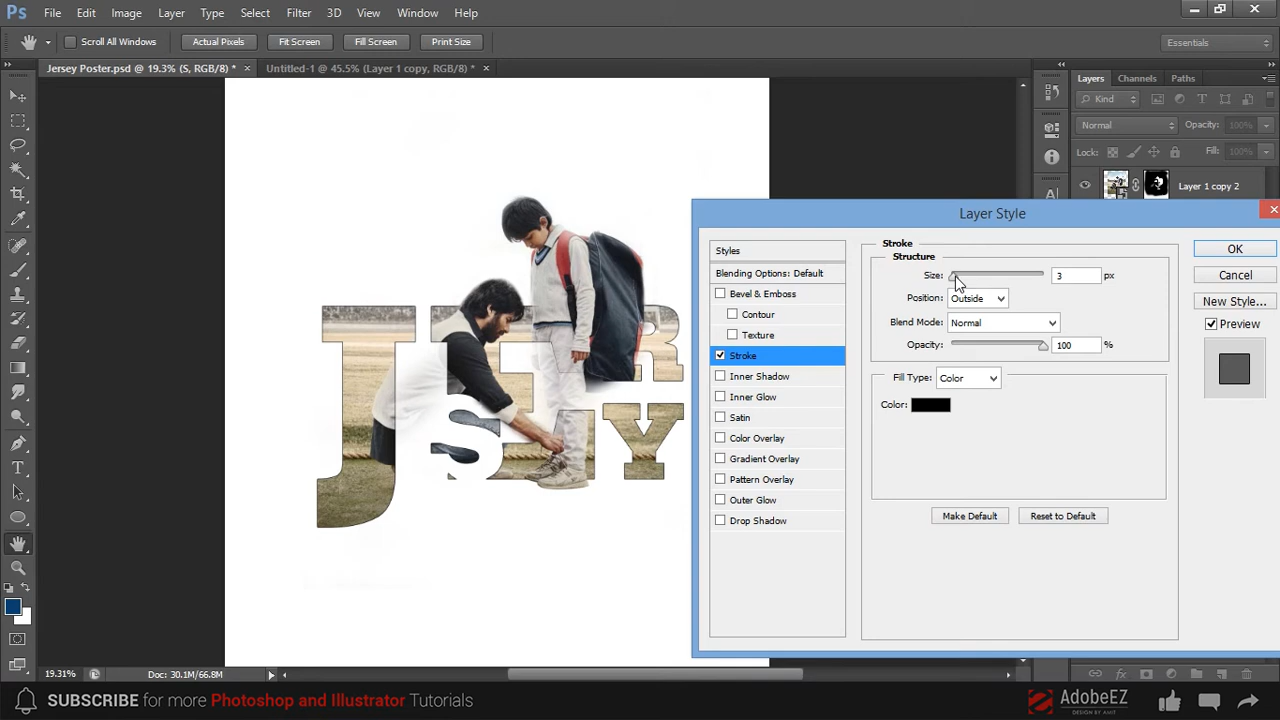 Ps File Edit Image Layer Type Select Filter 3D View Window Help
Scroll All Windows Actual Pixels Fit Screen Fill Screen Print Size Essentials
Jersey Poster.psd @ 19.3% (S, RGB/8) * × Untitled-1 @ 45.5% (Layer 1 copy, RGB/8) * ×
Layers Channels Paths
Kind
Normal Opacity: 100%
Lock: Fill: 100%
Layer 1 copy 2
Layer Style
Styles
Blending Options: Default
Bevel & Emboss
Contour
Texture
Stroke
Inner Shadow
Inner Glow
Satin
Color Overlay
Gradient Overlay
Pattern Overlay
Outer Glow
Drop Shadow
Stroke
Structure
Size: 3 px
Position: Outside
Blend Mode: Normal
Opacity: 100 %
Fill Type: Color
Color:
Make Default Reset to Default
OK
Cancel
New Style...
Preview
J E R
S E Y
19.31% Doc: 30.1M/66.8M
SUBSCRIBE for more Photoshop and Illustrator Tutorials
AdobeEZ
DESIGN BY AMIT